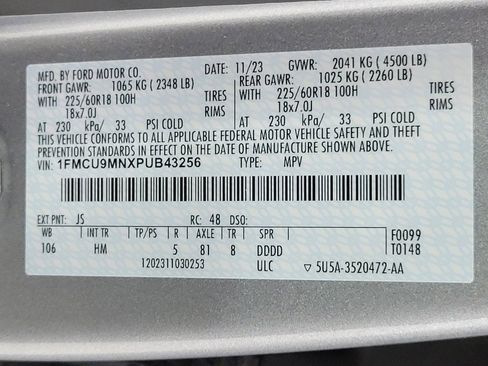 MFD. BY FORD MOTOR CO. DATE: 11/23 GVWR: 2041 KG ( 4500 LB)
FRONT GAWR: 1065 KG ( 2348 LB) REAR GAWR: 1025 KG ( 2260 LB)
WITH 225/60R18 100H TIRES WITH 225/60R18 100H TIRES
18x7.0J RIMS 18x7.0J RIMS
AT 230 kPa/ 33 PSI COLD AT 230 kPa/ 33 PSI COLD
THIS VEHICLE CONFORMS TO ALL APPLICABLE FEDERAL MOTOR VEHICLE SAFETY AND THEFT PREVENTION STANDARDS IN EFFECT ON THE DATE OF MANUFACTURE SHOWN ABOVE.
VIN: 1FMCU9MNXPUB43256 TYPE: MPV
EXT PNT: JS RC: 48 DSO: F0099
WB INT TR R AXLE TR SPR T0148
106 HM 5 81 8 DDDD
1202311030253 ULC 5U5A-3520472-AA